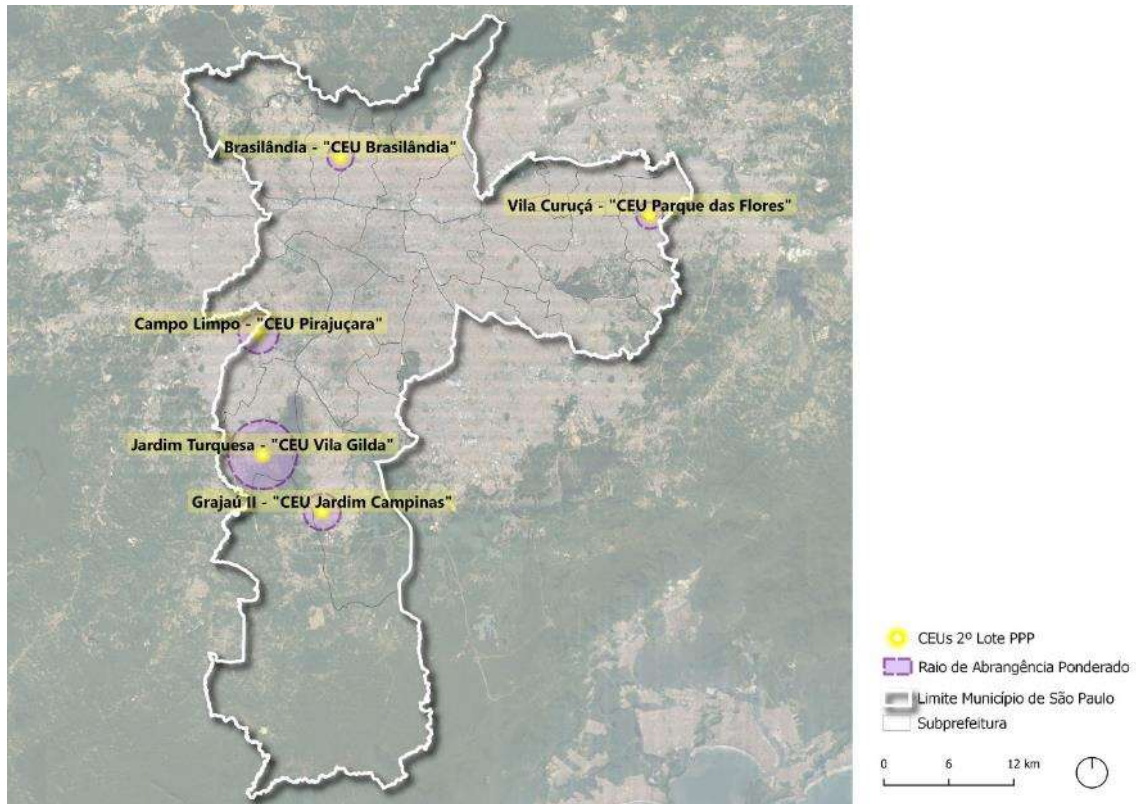 Brasilândia - "CEU Brasilândia"
Vila Curuçá - "CEU Parque das Flores"
Campo Limpo - "CEU Pirajuçara"
Jardim Turquesa - "CEU Vila Gilda"
Grajaú II - "CEU Jardim Campinas"
CEUs 2º Lote PPP
Raio de Abrangência Ponderado
Limite Município de São Paulo
Subprefeitura
0 6 12 km